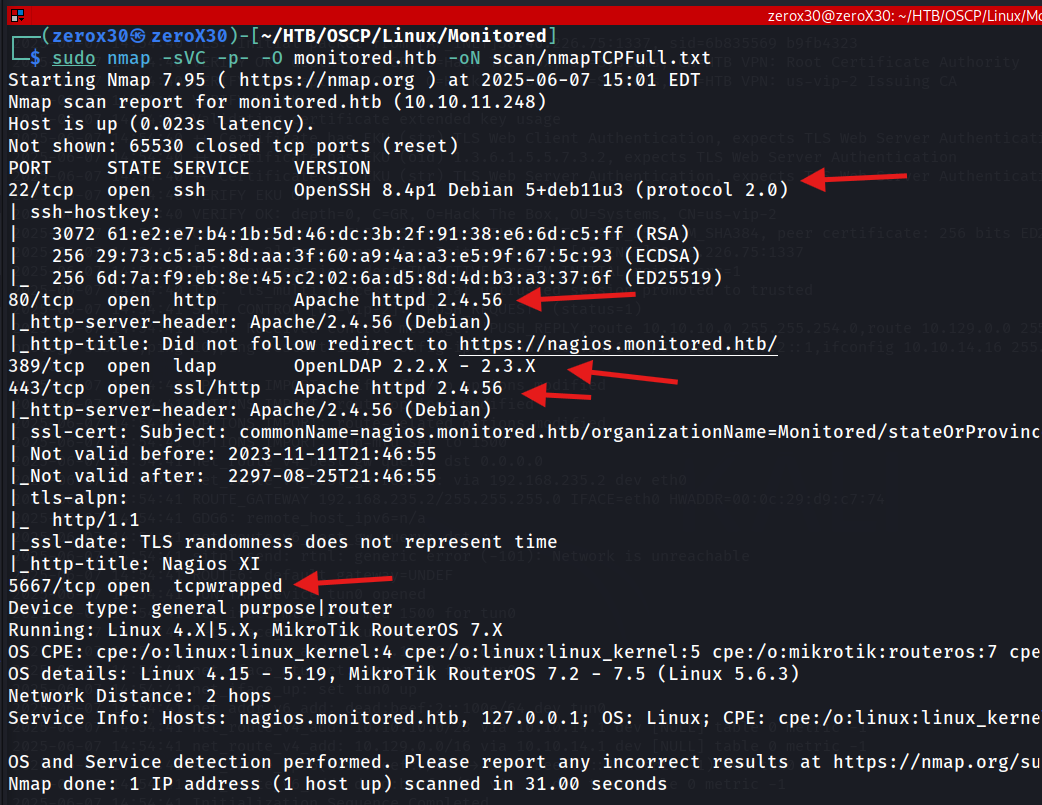 zerox30@zeroX30: ~/HTB/OSCP/Linux/Mo
┌──(zerox30㉿zeroX30)-[~/HTB/OSCP/Linux/Monitored]
└─$ sudo nmap -sVC -p- -O monitored.htb -oN scan/nmapTCPFull.txt
Starting Nmap 7.95 ( https://nmap.org ) at 2025-06-07 15:01 EDT
Nmap scan report for monitored.htb (10.10.11.248)
Host is up (0.023s latency).
Not shown: 65530 closed tcp ports (reset)
PORT     STATE SERVICE    VERSION
22/tcp   open  ssh        OpenSSH 8.4p1 Debian 5+deb11u3 (protocol 2.0)
| ssh-hostkey:
|   3072 61:e2:e7:b4:1b:5d:46:dc:3b:2f:91:38:e6:6d:c5:ff (RSA)
|   256 29:73:c5:a5:8d:aa:3f:60:a9:4a:a3:e5:9f:67:5c:93 (ECDSA)
|_  256 6d:7a:f9:eb:8e:45:c2:02:6a:d5:8d:4d:b3:a3:37:6f (ED25519)
80/tcp   open  http       Apache httpd 2.4.56
|_http-server-header: Apache/2.4.56 (Debian)
|_http-title: Did not follow redirect to https://nagios.monitored.htb/
389/tcp  open  ldap       OpenLDAP 2.2.X - 2.3.X
443/tcp  open  ssl/http   Apache httpd 2.4.56
|_http-server-header: Apache/2.4.56 (Debian)
| ssl-cert: Subject: commonName=nagios.monitored.htb/organizationName=Monitored/stateOrProvinc
| Not valid before: 2023-11-11T21:46:55
|_Not valid after:  2297-08-25T21:46:55
| tls-alpn:
|_  http/1.1
|_ssl-date: TLS randomness does not represent time
|_http-title: Nagios XI
5667/tcp open  tcpwrapped
Device type: general purpose|router
Running: Linux 4.X|5.X, MikroTik RouterOS 7.X
OS CPE: cpe:/o:linux:linux_kernel:4 cpe:/o:linux:linux_kernel:5 cpe:/o:mikrotik:routeros:7 cpe
OS details: Linux 4.15 - 5.19, MikroTik RouterOS 7.2 - 7.5 (Linux 5.6.3)
Network Distance: 2 hops
Service Info: Hosts: nagios.monitored.htb, 127.0.0.1; OS: Linux; CPE: cpe:/o:linux:linux_kerne
OS and Service detection performed. Please report any incorrect results at https://nmap.org/su
Nmap done: 1 IP address (1 host up) scanned in 31.00 seconds